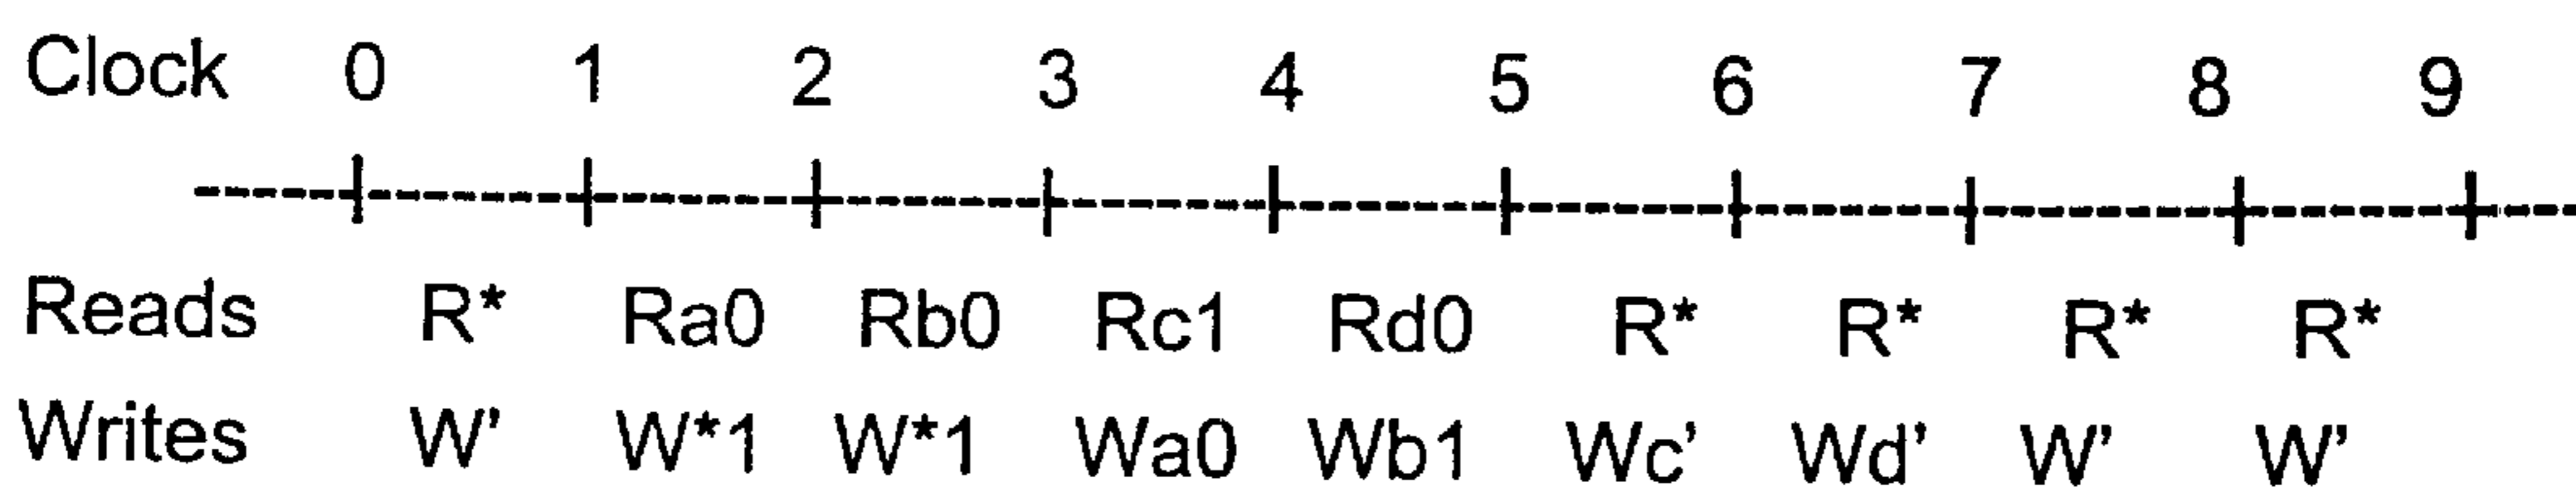 Clock 0 1 2 3 4 5 6 7 8 9
Reads R* Ra0 Rb0 Rc1 Rd0 R* R* R* R*
Writes W' W*1 W*1 Wa0 Wb1 Wc' Wd' W' W'